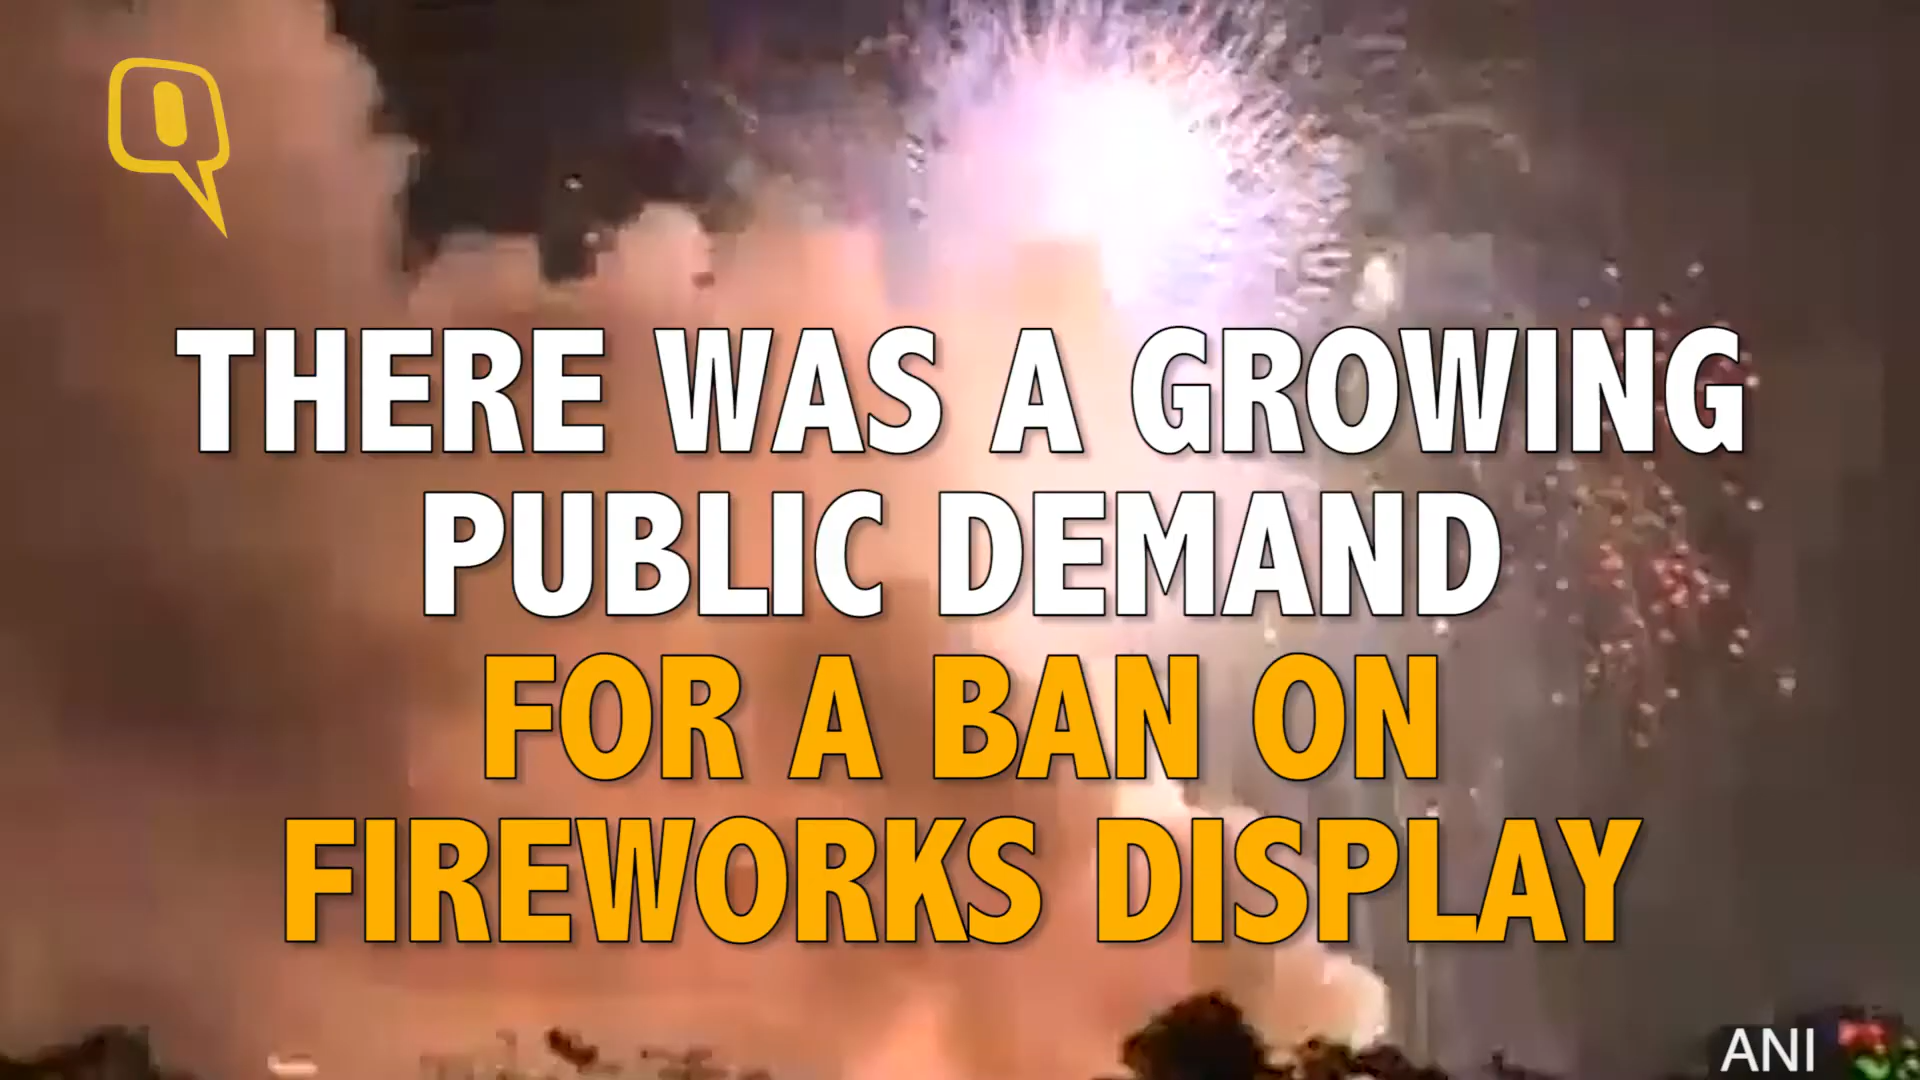 THERE WAS A GROWING
PUBLIC DEMAND
FOR A BAN ON
FIREWORKS DISPLAY
ANI